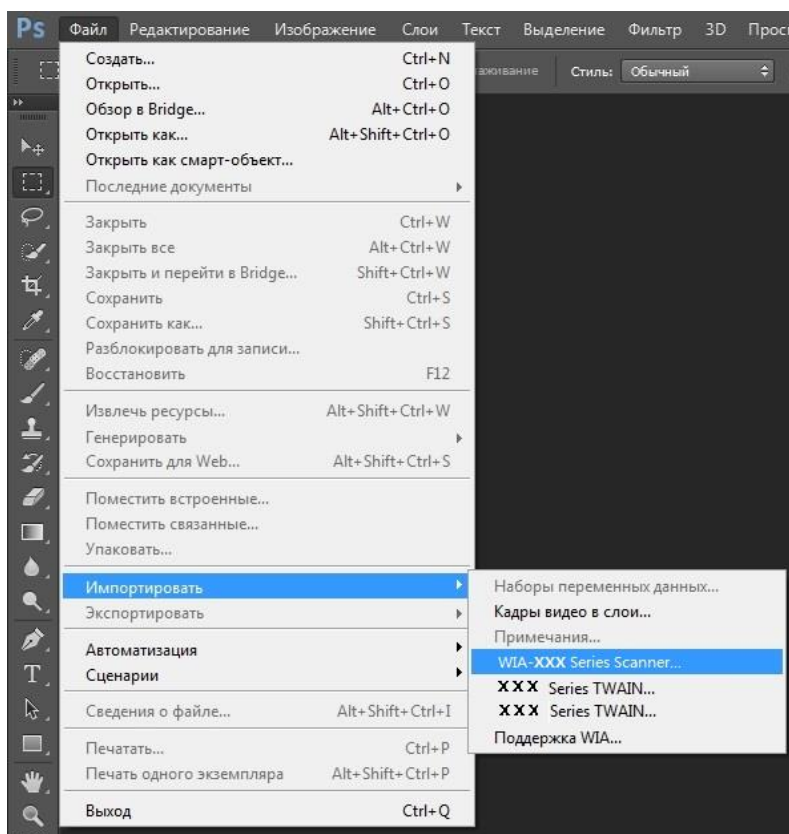 Ps Файл Редактирование Изображение Слои Текст Выделение Фильтр 3D
Стиль: Обычный
Создать... Ctrl+N
Открыть... Ctrl+O
Обзор в Bridge... Alt+Ctrl+O
Открыть как... Alt+Shift+Ctrl+O
Открыть как смарт-объект...
Последние документы
Закрыть Ctrl+W
Закрыть все Alt+Ctrl+W
Закрыть и перейти в Bridge... Shift+Ctrl+W
Сохранить Ctrl+S
Сохранить как... Shift+Ctrl+S
Разблокировать для записи...
Восстановить F12
Извлечь ресурсы... Alt+Shift+Ctrl+W
Генерировать
Сохранить для Web... Alt+Shift+Ctrl+S
Поместить встроенные...
Поместить связанные...
Упаковать...
Импортировать
Экспортировать
Автоматизация
Сценарии
Сведения о файле... Alt+Shift+Ctrl+I
Печатать... Ctrl+P
Печать одного экземпляра Alt+Shift+Ctrl+P
Выход Ctrl+Q
Наборы переменных данных...
Кадры видео в слои...
Примечания...
WIA-XXX Series Scanner...
XXX Series TWAIN...
XXX Series TWAIN...
Поддержка WIA...